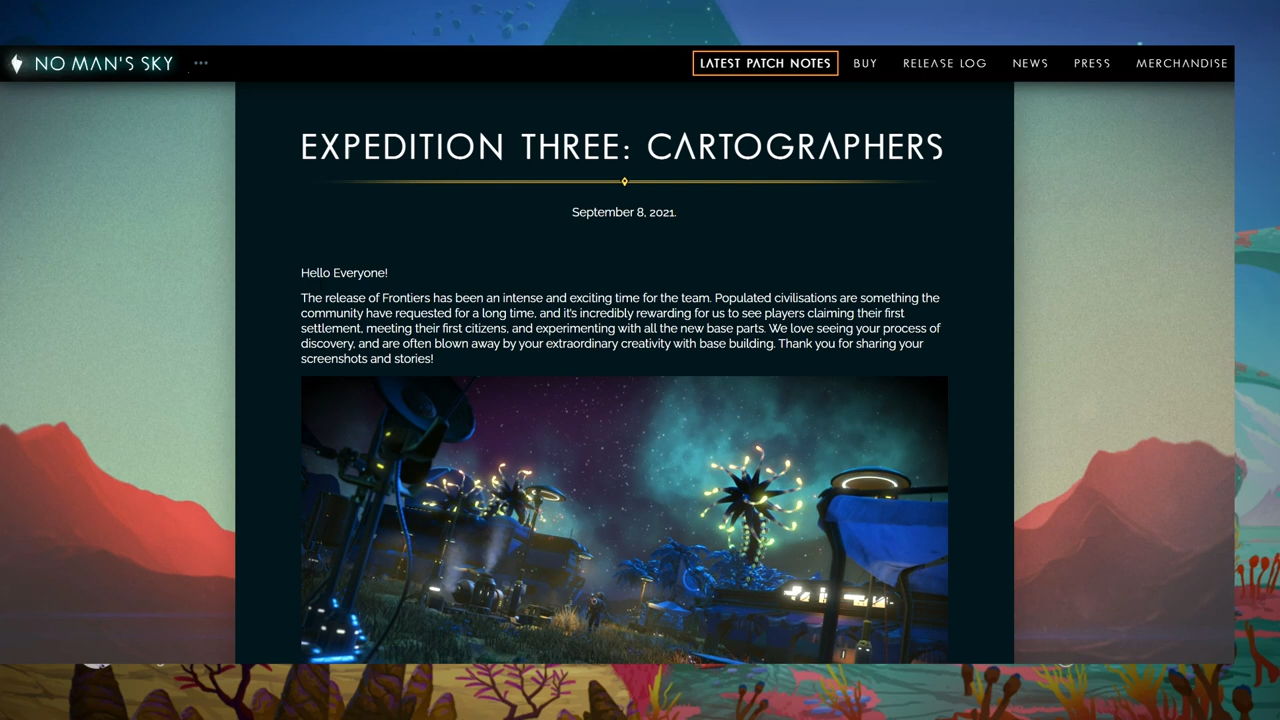 NO MAN'S SKY ...
LATEST PATCH NOTES
BUY
RELEASE LOG
NEWS
PRESS
MERCHANDISE
EXPEDITION THREE: CARTOGRAPHERS
September 8, 2021.
Hello Everyone!
The release of Frontiers has been an intense and exciting time for the team. Populated civilisations are something the
community have requested for a long time, and it's incredibly rewarding for us to see players claiming their first
settlement, meeting their first citizens, and experimenting with all the new base parts. We love seeing your process of
discovery, and are often blown away by your extraordinary creativity with base building. Thank you for sharing your
screenshots and stories!